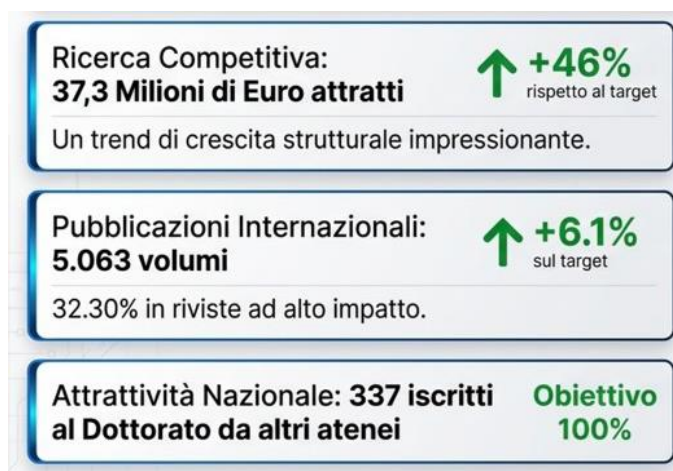 Ricerca Competitiva:
37,3 Milioni di Euro attratti
+46%
rispetto al target
Un trend di crescita strutturale impressionante.
Pubblicazioni Internazionali:
5.063 volumi
+6.1%
sul target
32.30% in riviste ad alto impatto.
Attrattività Nazionale: 337 iscritti
al Dottorato da altri atenei
Obiettivo
100%